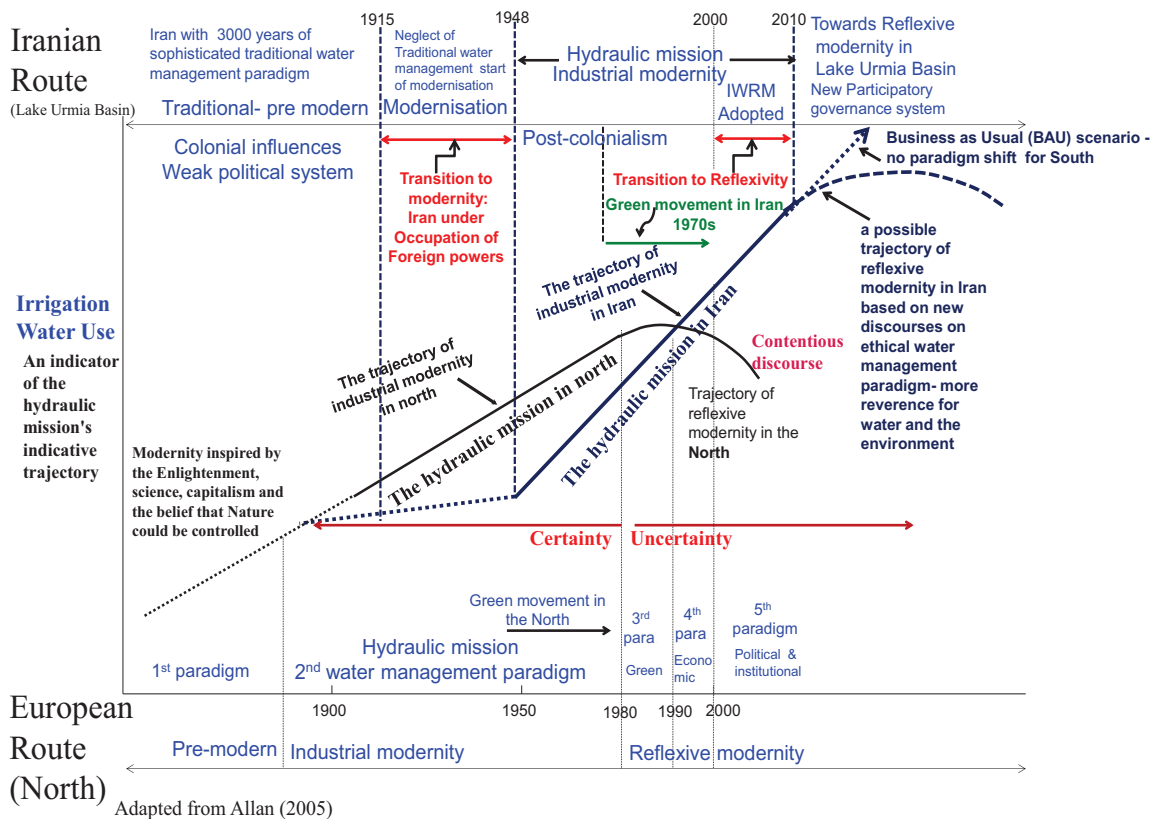 Iranian
Route
(Lake Urmia Basin)
1915
1948
2000
2010
Iran with 3000 years of
sophisticated traditional water
management paradigm
Traditional- pre modern
Neglect of
Traditional water
management start
of modernisation
Modernisation
Hydraulic mission
Industrial modernity
IWRM
Adopted
Towards Reflexive
modernity in
Lake Urmia Basin
New Participatory
governance system
Colonial influences
Weak political system
Post-colonialism
Transition to
modernity:
Iran under
Occupation of
Foreign powers
Transition to Reflexivity
Green movement in Iran
1970s
Business as Usual (BAU) scenario -
no paradigm shift for South
a possible
trajectory of
reflexive
modernity in Iran
based on new
discourses on
ethical water
management
paradigm- more
reverence for
water and the
environment
Irrigation
Water Use
An indicator
of the
hydraulic
mission's
indicative
trajectory
The trajectory of
industrial modernity
in Iran
The hydraulic mission in Iran
The trajectory of
industrial modernity
in north
The hydraulic mission in north
Contentious
discourse
Trajectory of
reflexive
modernity in the
North
Modernity inspired by
the Enlightenment,
science, capitalism and
the belief that Nature
could be controlled
Certainty
Uncertainty
Green movement in
the North
1st paradigm
Hydraulic mission
2nd water management paradigm
3rd
para
Green
4th
para
Econo
mic
5th
paradigm
Political &
institutional
European
Route
(North)
1900
1950
1980
1990
2000
Pre-modern
Industrial modernity
Reflexive modernity
Adapted from Allan (2005)